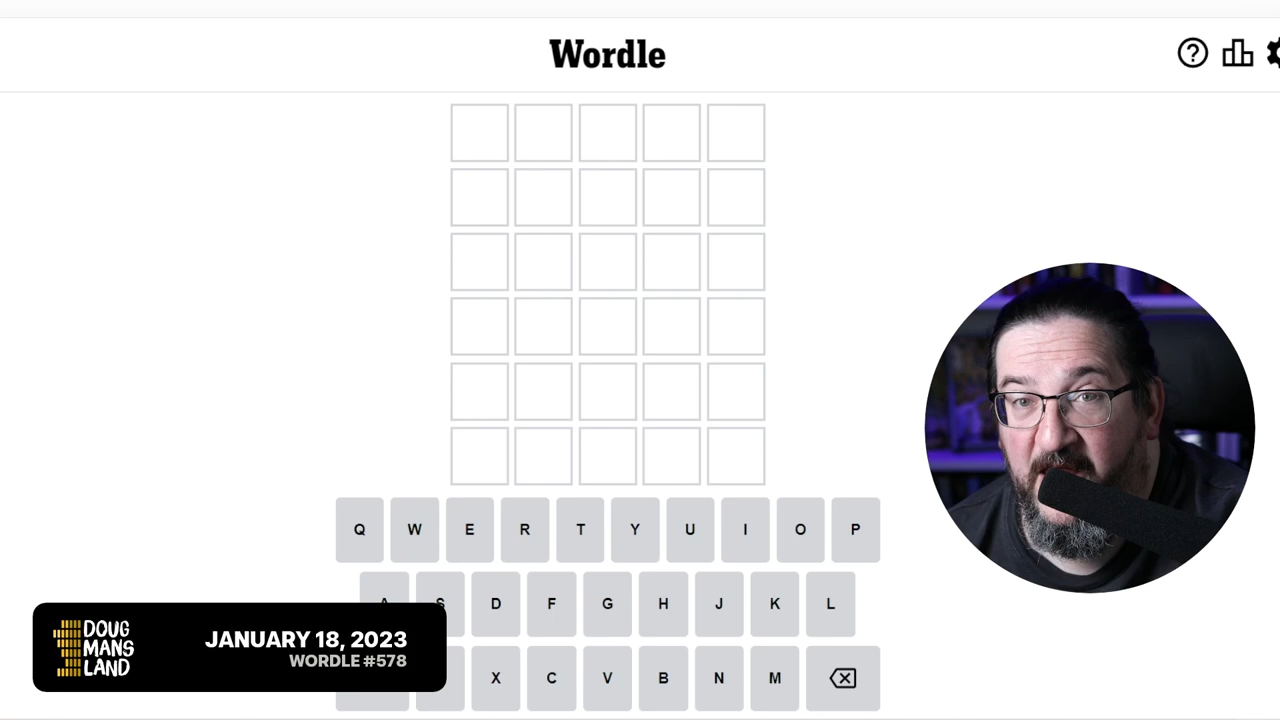 Wordle
Q W E R T Y U I O P
A S D F G H J K L
X C V B N M
DOUG
MANS
LAND
JANUARY 18, 2023
WORDLE #578